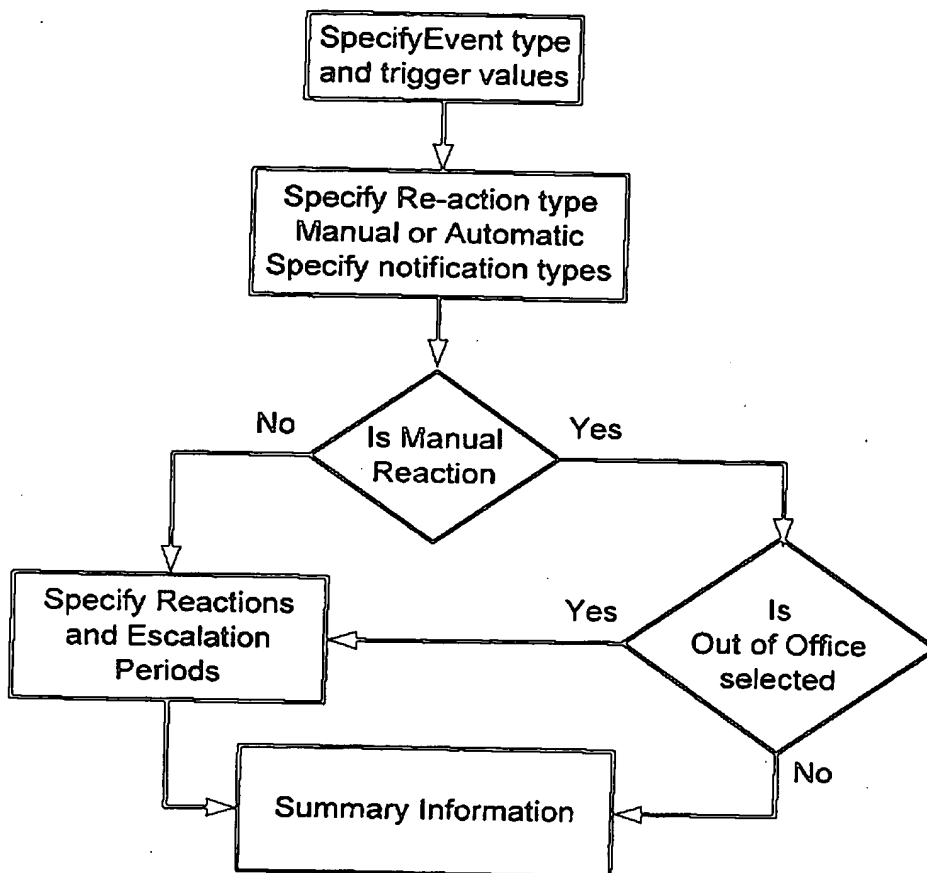 SpecifyEvent type
and trigger values
Specify Re-action type
Manual or Automatic
Specify notification types
No
Is Manual
Reaction
Yes
Specify Reactions
and Escalation
Periods
Yes
Is
Out of Office
selected
No
Summary Information